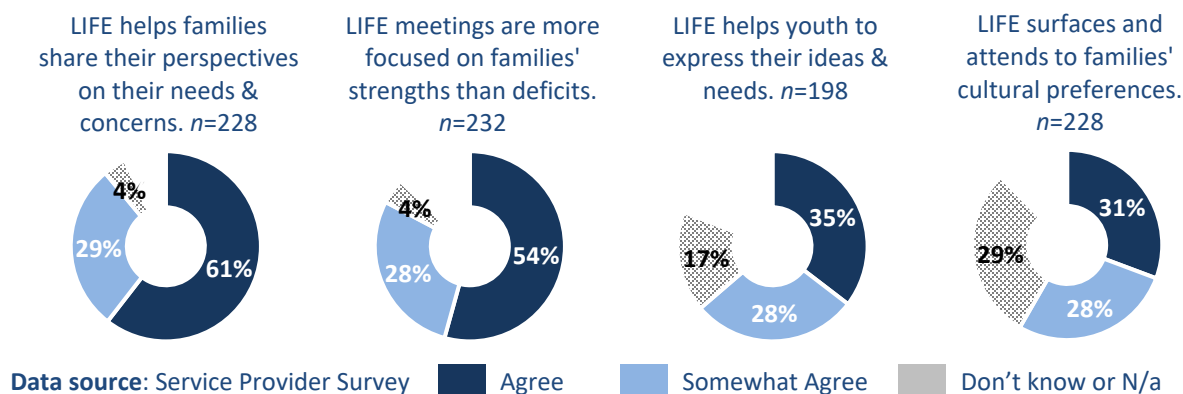 LIFE helps families
share their perspectives
on their needs &
concerns. n=228
LIFE meetings are more
focused on families'
strengths than deficits.
n=232
LIFE helps youth to
express their ideas &
needs. n=198
LIFE surfaces and
attends to families'
cultural preferences.
n=228
4%
29%
61%
4%
28%
54%
35%
17%
28%
31%
29%
28%
Data source: Service Provider Survey
Agree
Somewhat Agree
Don’t know or N/a